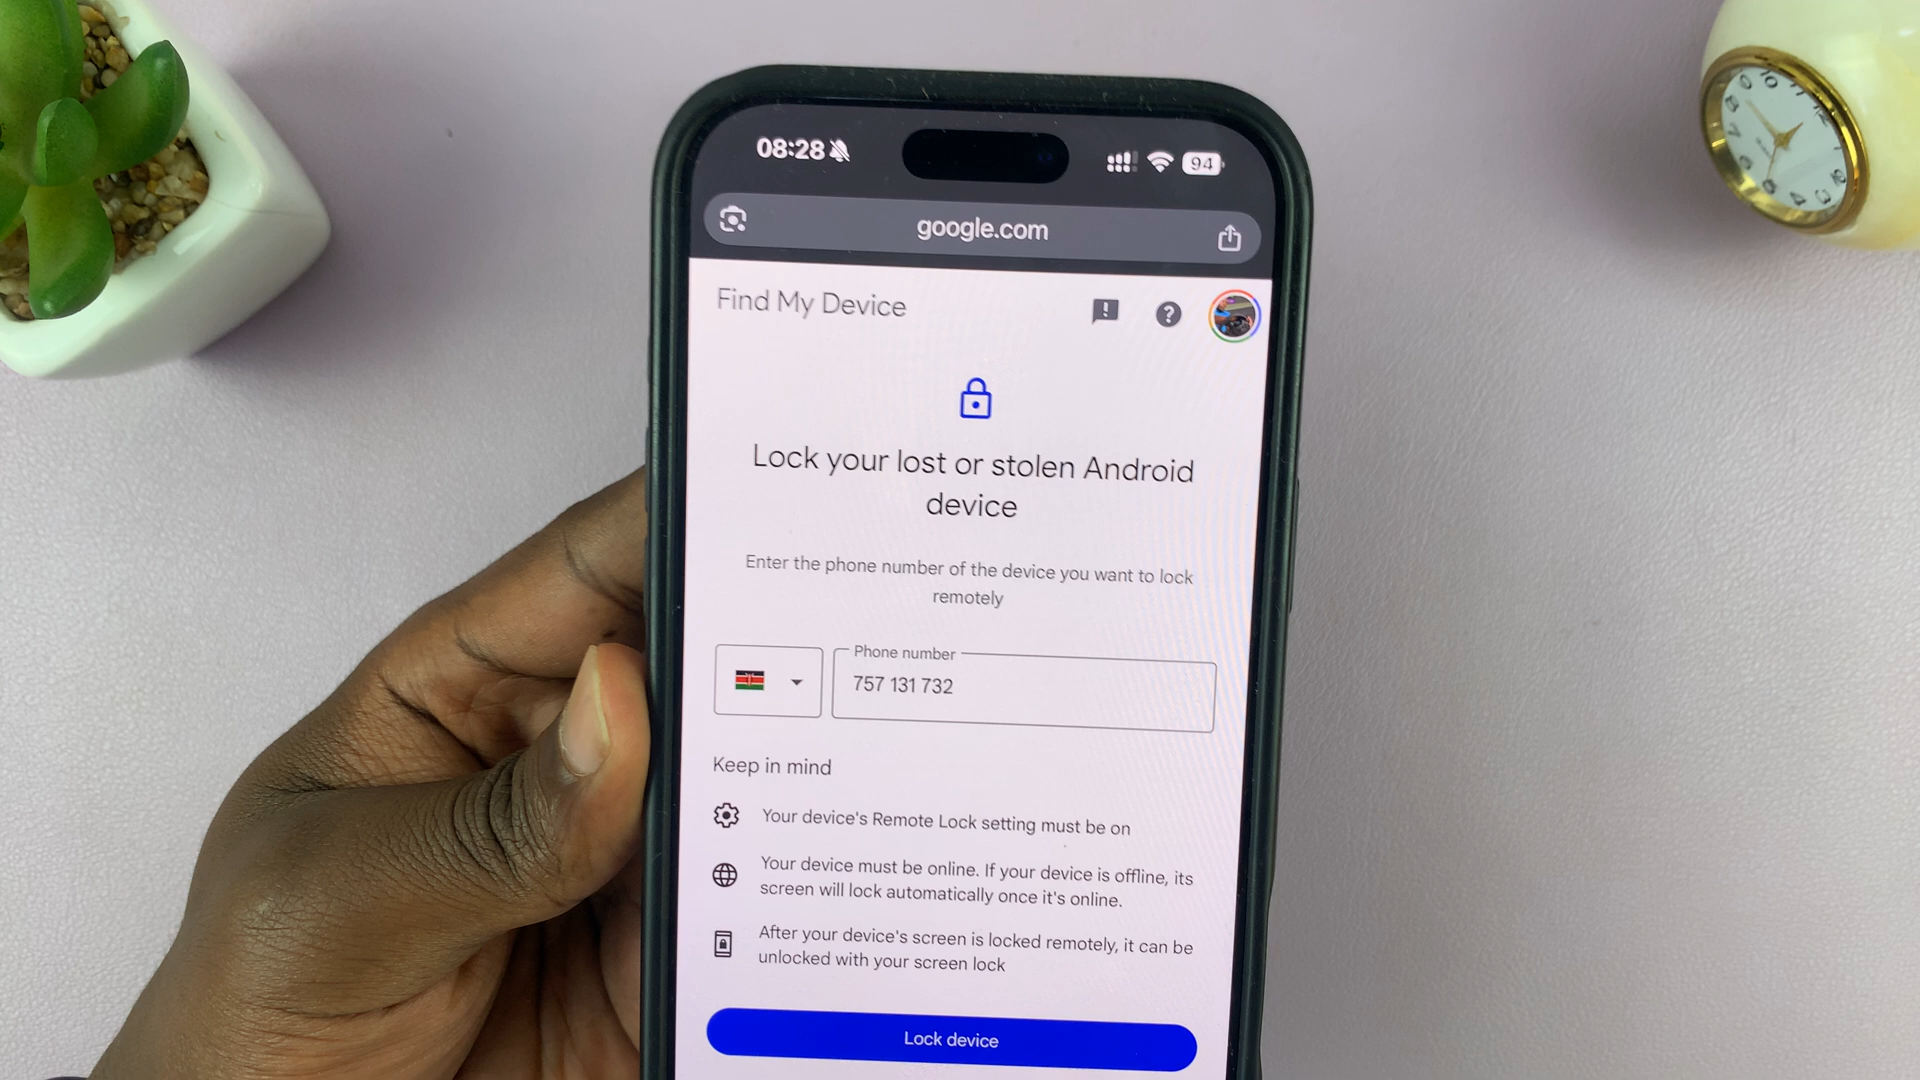 08:28
94
google.com
Find My Device
Lock your lost or stolen Android
device
Enter the phone number of the device you want to lock
remotely
Phone number
757 131 732
Keep in mind
Your device's Remote Lock setting must be on
Your device must be online. If your device is offline, its
screen will lock automatically once it's online.
After your device's screen is locked remotely, it can be
unlocked with your screen lock
Lock device